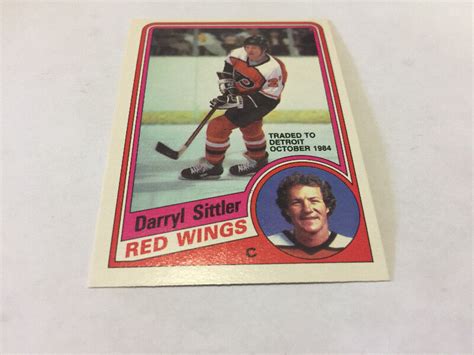 TRADED TO
DETROIT
OCTOBER 1984
Darryl Sittler
RED WINGS
C